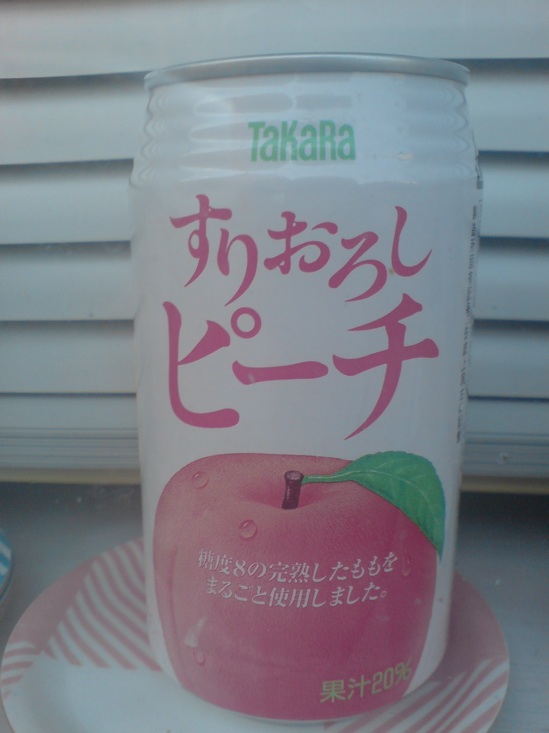 TaKaRa
すりおろし
ピーチ
糖度8の完熟したももを
まるごと使用しました。
果汁20%